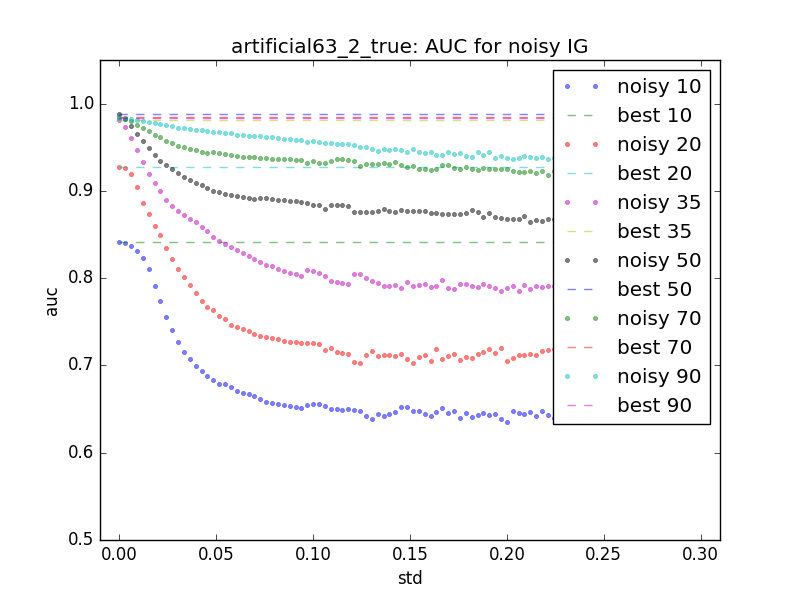 artificial63_2_true: AUC for noisy IG
noisy 10
best 10
noisy 20
best 20
noisy 35
best 35
noisy 50
best 50
noisy 70
best 70
noisy 90
best 90
auc
1.0
0.9
0.8
0.7
0.6
0.5
0.00 0.05 0.10 0.15 0.20 0.25 0.30
std